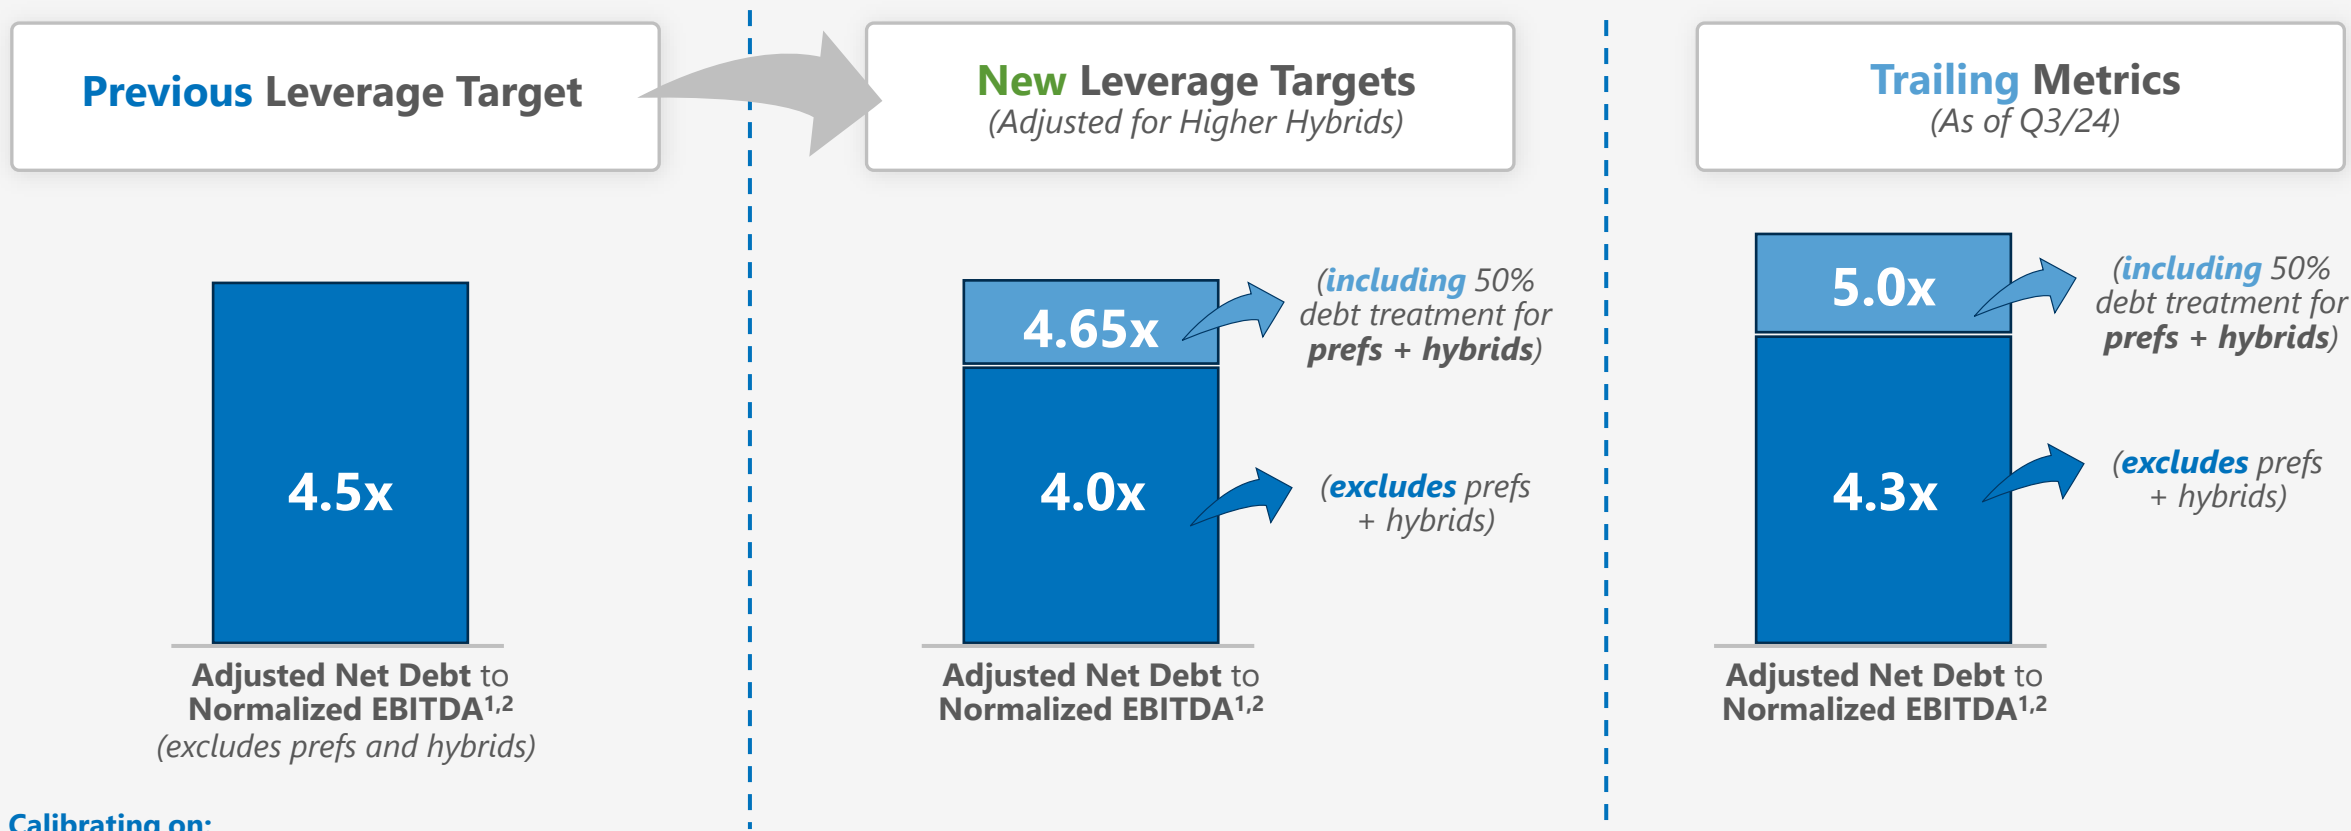 Previous Leverage Target
New Leverage Targets
(Adjusted for Higher Hybrids)
Trailing Metrics
(As of Q3/24)
4.5x
Adjusted Net Debt to
Normalized EBITDA1,2
(excludes prefs and hybrids)
4.65x
(including 50%
debt treatment for
prefs + hybrids)
4.0x
(excludes prefs
+ hybrids)
Adjusted Net Debt to
Normalized EBITDA1,2
5.0x
(including 50%
debt treatment for
prefs + hybrids)
4.3x
(excludes prefs
+ hybrids)
Adjusted Net Debt to
Normalized EBITDA1,2
Calibrating on: